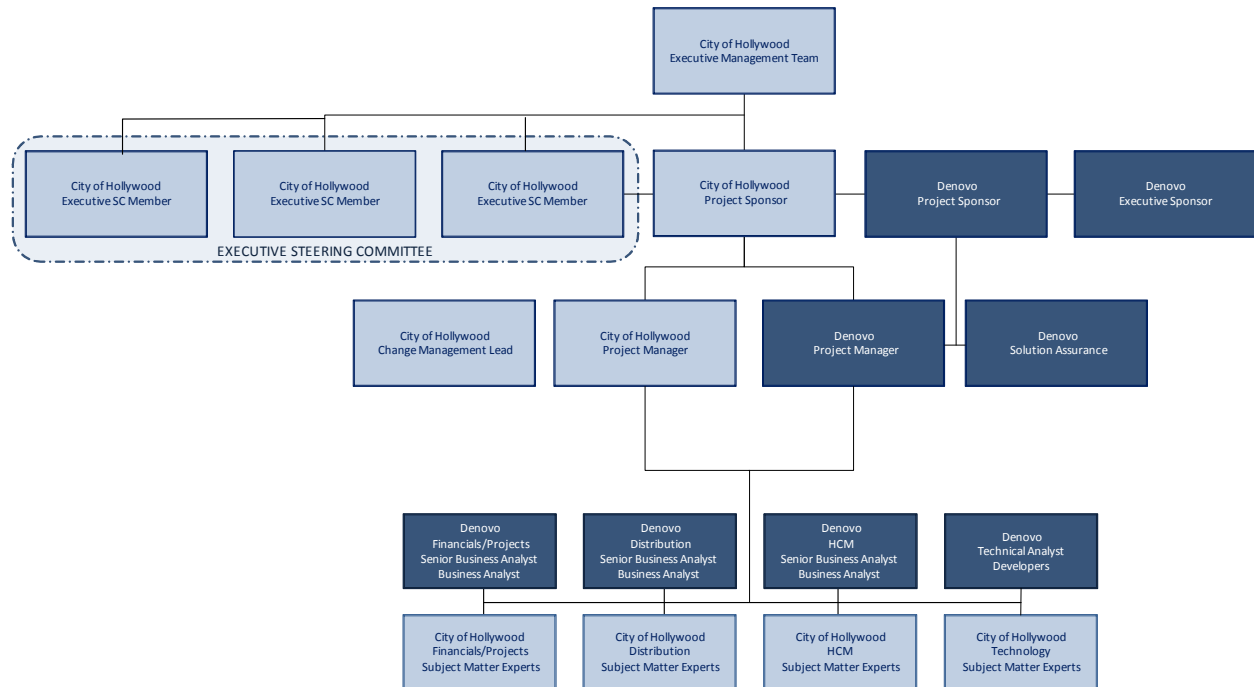 City of Hollywood
Executive Management Team
City of Hollywood
Executive SC Member
City of Hollywood
Executive SC Member
City of Hollywood
Executive SC Member
City of Hollywood
Project Sponsor
Denovo
Project Sponsor
Denovo
Executive Sponsor
EXECUTIVE STEERING COMMITTEE
City of Hollywood
Change Management Lead
City of Hollywood
Project Manager
Denovo
Project Manager
Denovo
Solution Assurance
Denovo
Financials/Projects
Senior Business Analyst
Business Analyst
Denovo
Distribution
Senior Business Analyst
Business Analyst
Denovo
HCM
Senior Business Analyst
Business Analyst
Denovo
Technical Analyst
Developers
City of Hollywood
Financials/Projects
Subject Matter Experts
City of Hollywood
Distribution
Subject Matter Experts
City of Hollywood
HCM
Subject Matter Experts
City of Hollywood
Technology
Subject Matter Experts